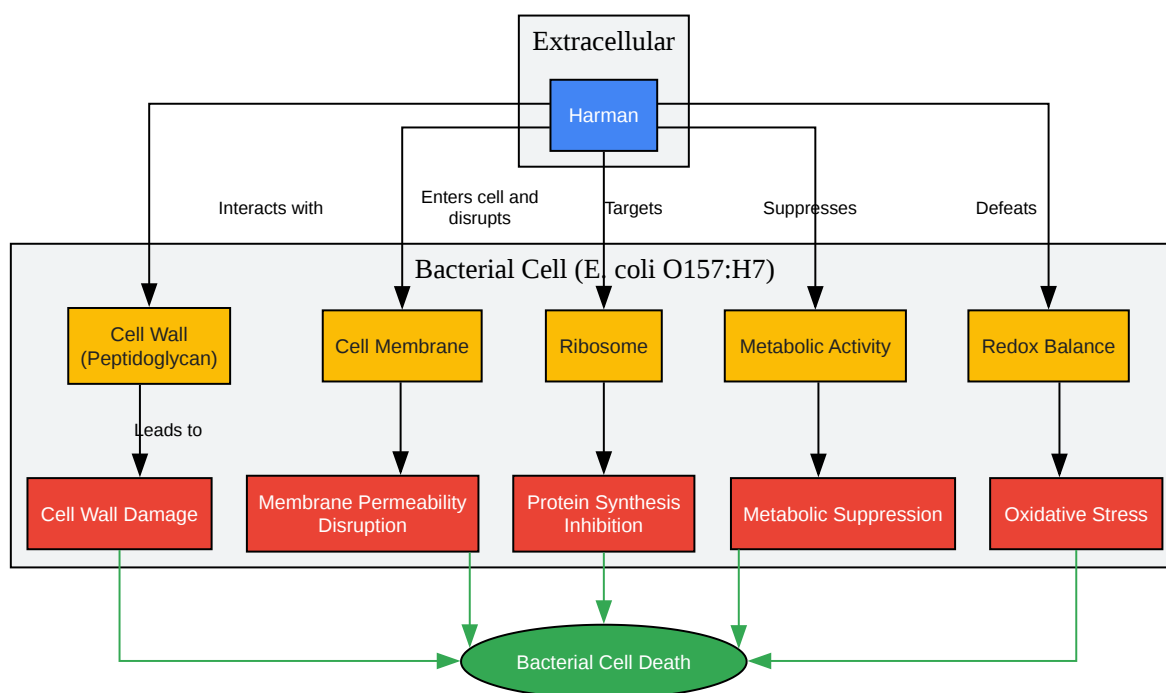 Extracellular
Harman
Interacts with
Enters cell and
disrupts
Targets
Suppresses
Defeats
Bacterial Cell (E. coli O157:H7)
Cell Wall
(Peptidoglycan)
Cell Membrane
Ribosome
Metabolic Activity
Redox Balance
Leads to
Cell Wall Damage
Membrane Permeability
Disruption
Protein Synthesis
Inhibition
Metabolic Suppression
Oxidative Stress
Bacterial Cell Death